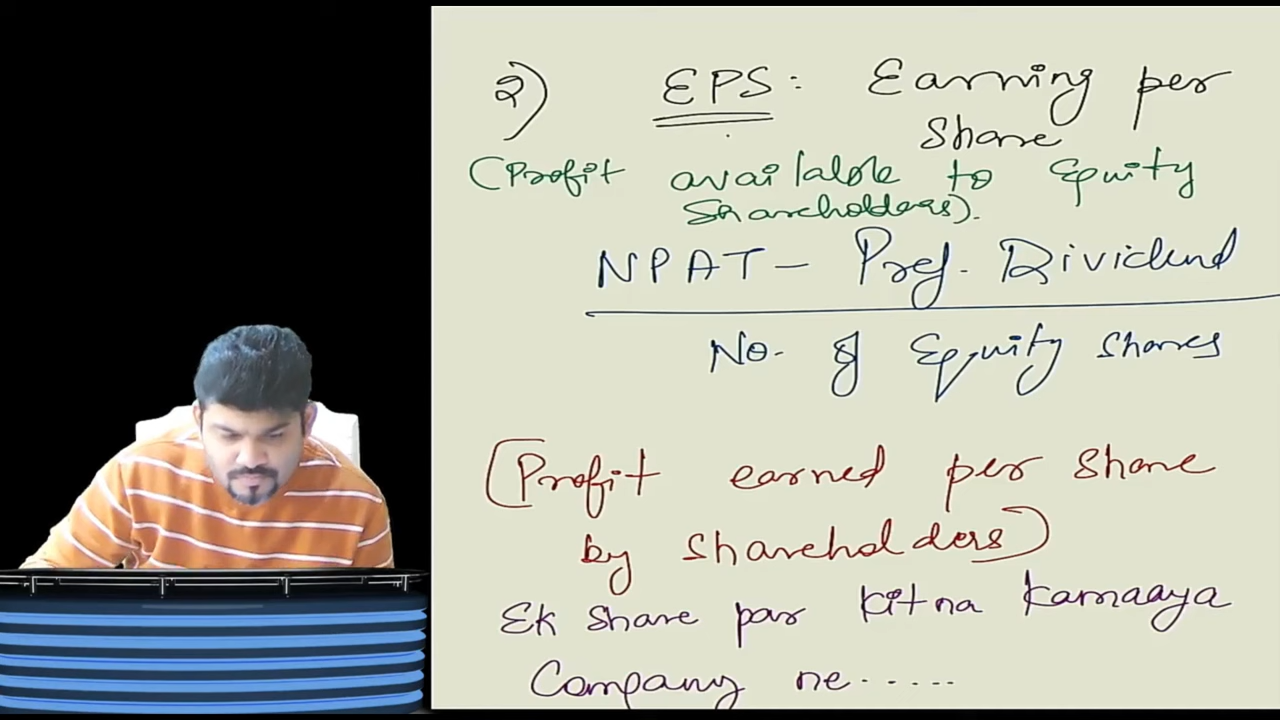 2) EPS: Earning per
Share
(Profit available to Equity
Shareholders).
NPAT - Pref. Dividend
No. of Equity Shares
(Profit earned per share
by shareholders)
Ek share par kitna kamaaya
Company ne......